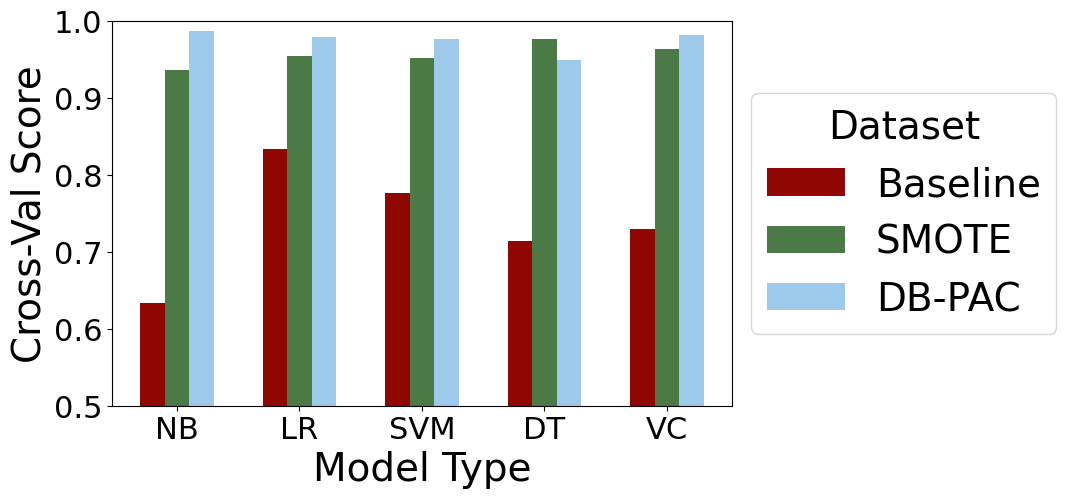 Cross-Val Score
1.0
0.9
0.8
0.7
0.6
0.5
NB LR SVM DT VC
Model Type
Dataset
Baseline
SMOTE
DB-PAC